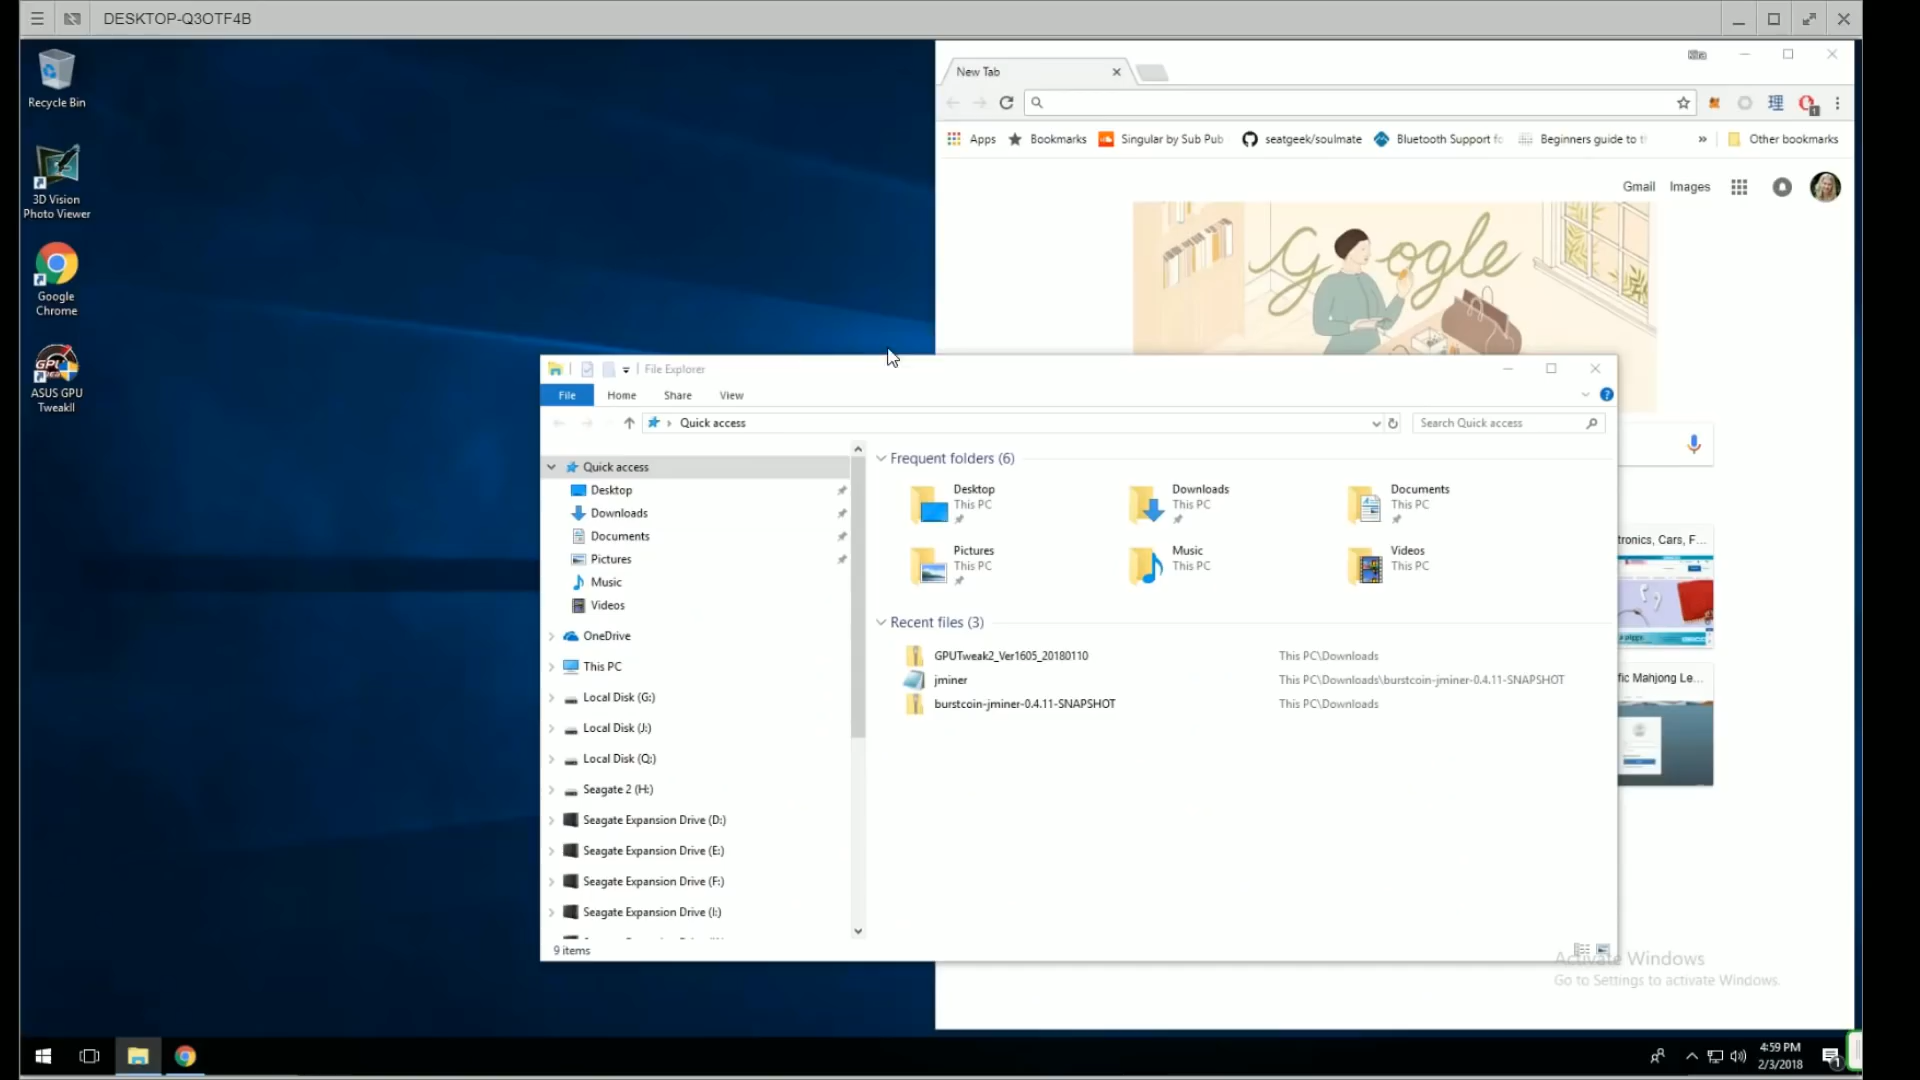 DESKTOP-Q3OTF4B
Recycle Bin
3D Vision
Photo Viewer
Google
Chrome
GPU
ASUS GPU
TweakII
New Tab
Apps
Bookmarks
Singular by Sub Pub
seatgeek/soulmate
Bluetooth Support fo
Beginners guide to t
»
Other bookmarks
理
1
Gmail
Images
Google
File Explorer
File
Home
Share
View
Quick access
Search Quick access
Quick access
Desktop
Downloads
Documents
Pictures
Music
Videos
OneDrive
This PC
Local Disk (G:)
Local Disk (J:)
Local Disk (Q:)
Seagate 2 (H:)
Seagate Expansion Drive (D:)
Seagate Expansion Drive (E:)
Seagate Expansion Drive (F:)
Seagate Expansion Drive (I:)
9 items
Frequent folders (6)
Desktop
This PC
Downloads
This PC
Documents
This PC
Pictures
This PC
Music
This PC
Videos
This PC
Recent files (3)
GPUTweak2_Ver1605_20180110
This PC\Downloads
jminer
This PC\Downloads\burstcoin-jminer-0.4.11-SNAPSHOT
burstcoin-jminer-0.4.11-SNAPSHOT
This PC\Downloads
tronics, Cars, F...
fic Mahjong Le...
Activate Windows
Go to Settings to activate Windows.
4:59 PM
2/3/2018
1